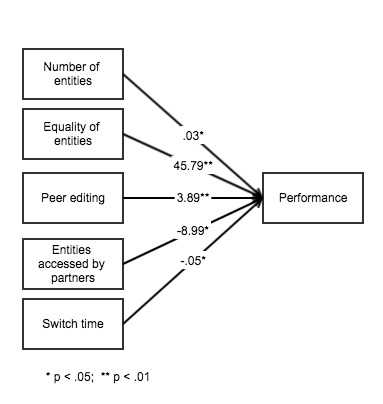 Number of
entities
.03*
Equality of
entities
45.79**
Peer editing
3.89**
Performance
Entities
accessed by
partners
-8.99*
-.05*
Switch time
* p < .05;  ** p < .01